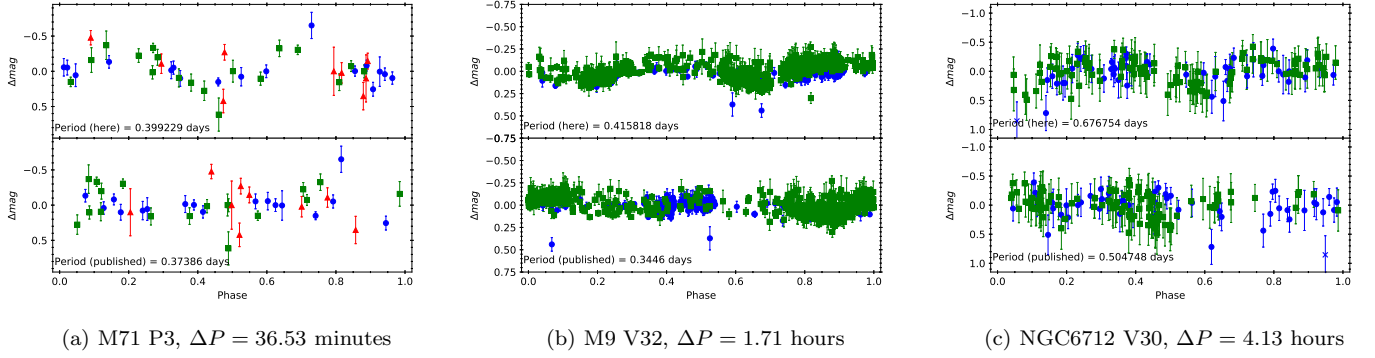 −0.5
0.0
0.5
Δmag
Period (here) = 0.399229 days
−0.5
0.0
0.5
Δmag
Period (published) = 0.37386 days
0.0 0.2 0.4 0.6 0.8 1.0
Phase
(a) M71 P3, ΔP = 36.53 minutes
−0.75
−0.50
−0.25
0.00
0.25
0.50
0.75
Δmag
Period (here) = 0.415818 days
−0.75
−0.50
−0.25
0.00
0.25
0.50
0.75
Δmag
Period (published) = 0.3446 days
0.0 0.2 0.4 0.6 0.8 1.0
Phase
(b) M9 V32, ΔP = 1.71 hours
−1.0
−0.5
0.0
0.5
1.0
Δmag
Period (here) = 0.676754 days
−1.0
−0.5
0.0
0.5
1.0
Δmag
Period (published) = 0.504748 days
0.0 0.2 0.4 0.6 0.8 1.0
Phase
(c) NGC6712 V30, ΔP = 4.13 hours